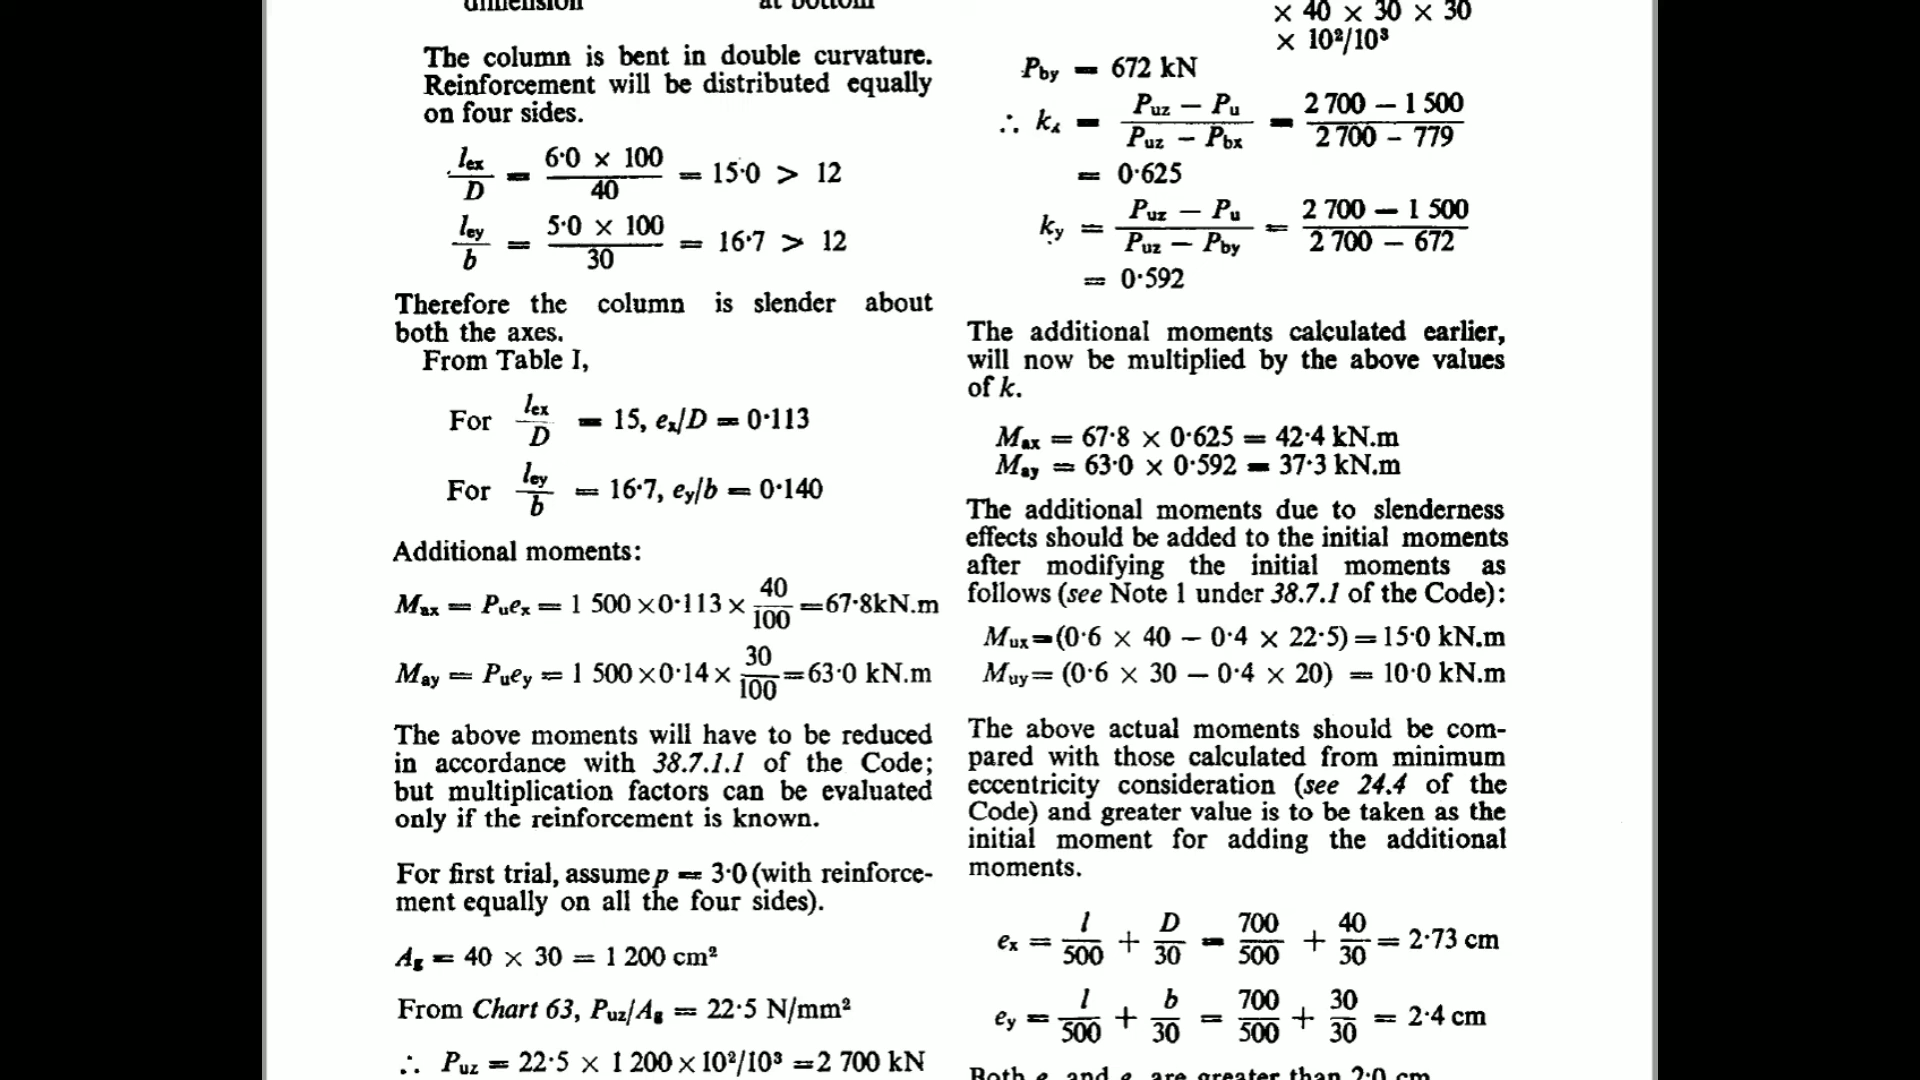 dimension at bottom
The column is bent in double curvature.
Reinforcement will be distributed equally
on four sides.
lex/D = 6·0 × 100/40 = 15·0 > 12
ley/b = 5·0 × 100/30 = 16·7 > 12
Therefore the column is slender about
both the axes.
From Table I,
For lex/D = 15, ex/D = 0·113
For ley/b = 16·7, ey/b = 0·140
Additional moments:
Max = Puex = 1 500 ×0·113 × 40/100 =67·8kN.m
May = Puey = 1 500 ×0·14 × 30/100 =63·0 kN.m
The above moments will have to be reduced
in accordance with 38.7.1.1 of the Code;
but multiplication factors can be evaluated
only if the reinforcement is known.
For first trial, assume p = 3·0 (with reinforce-
ment equally on all the four sides).
Ag = 40 × 30 = 1 200 cm²
From Chart 63, Puz/Ag = 22·5 N/mm²
∴ Puz = 22·5 × 1 200 × 10²/10³ =2 700 kN
× 40 × 30 × 30
× 10²/10³
Pby = 672 kN
∴ kx = Puz − Pu/Puz − Pbx = 2 700 − 1 500/2 700 − 779
= 0·625
ky = Puz − Pu/Puz − Pby = 2 700 − 1 500/2 700 − 672
= 0·592
The additional moments calculated earlier,
will now be multiplied by the above values
of k.
Max = 67·8 × 0·625 = 42·4 kN.m
May = 63·0 × 0·592 = 37·3 kN.m
The additional moments due to slenderness
effects should be added to the initial moments
after modifying the initial moments as
follows (see Note 1 under 38.7.1 of the Code):
Mux=(0·6 × 40 − 0·4 × 22·5) = 15·0 kN.m
Muy= (0·6 × 30 − 0·4 × 20) = 10·0 kN.m
The above actual moments should be com-
pared with those calculated from minimum
eccentricity consideration (see 24.4 of the
Code) and greater value is to be taken as the
initial moment for adding the additional
moments.
ex = l/500 + D/30 = 700/500 + 40/30 = 2·73 cm
ey = l/500 + b/30 = 700/500 + 30/30 = 2·4 cm
Both e and e are greater than 2·0 cm